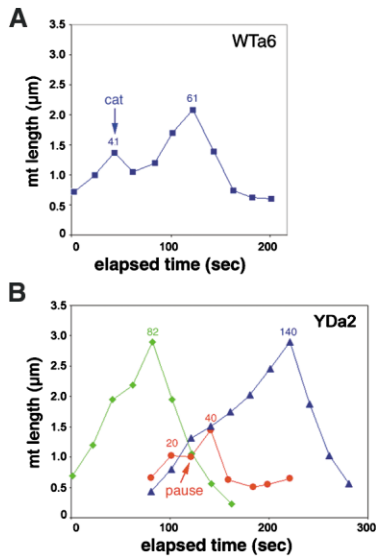 A
WTa6
mt length (μm)
3.5
3.0
2.5
2.0
1.5
1.0
0.5
0
cat
41
61
0 100 200
elapsed time (sec)
B
YDa2
mt length (μm)
3.5
3.0
2.5
2.0
1.5
1.0
0.5
0
82
140
20
40
pause
0 100 200 300
elapsed time (sec)